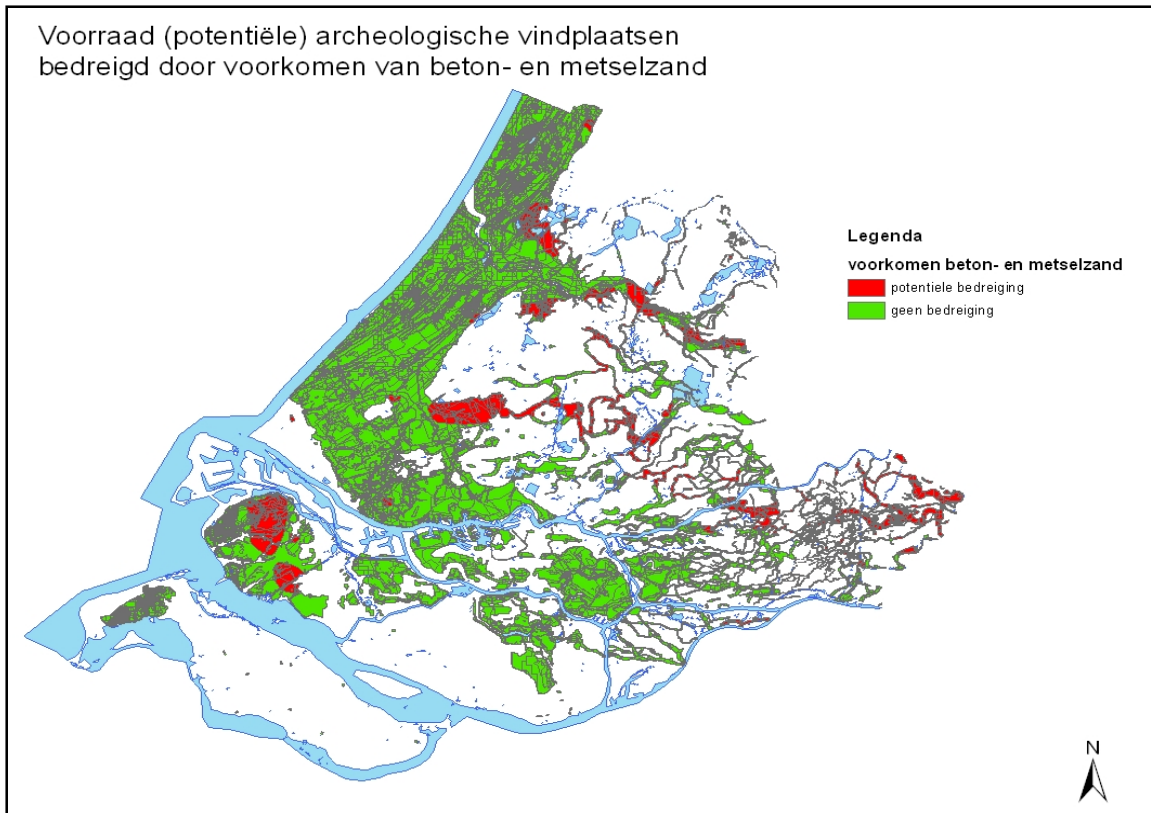 Voorraad (potentiële) archeologische vindplaatsen
bedreigd door voorkomen van beton- en metselzand
Legenda
voorkomen beton- en metselzand
potentiele bedreiging
geen bedreiging
N